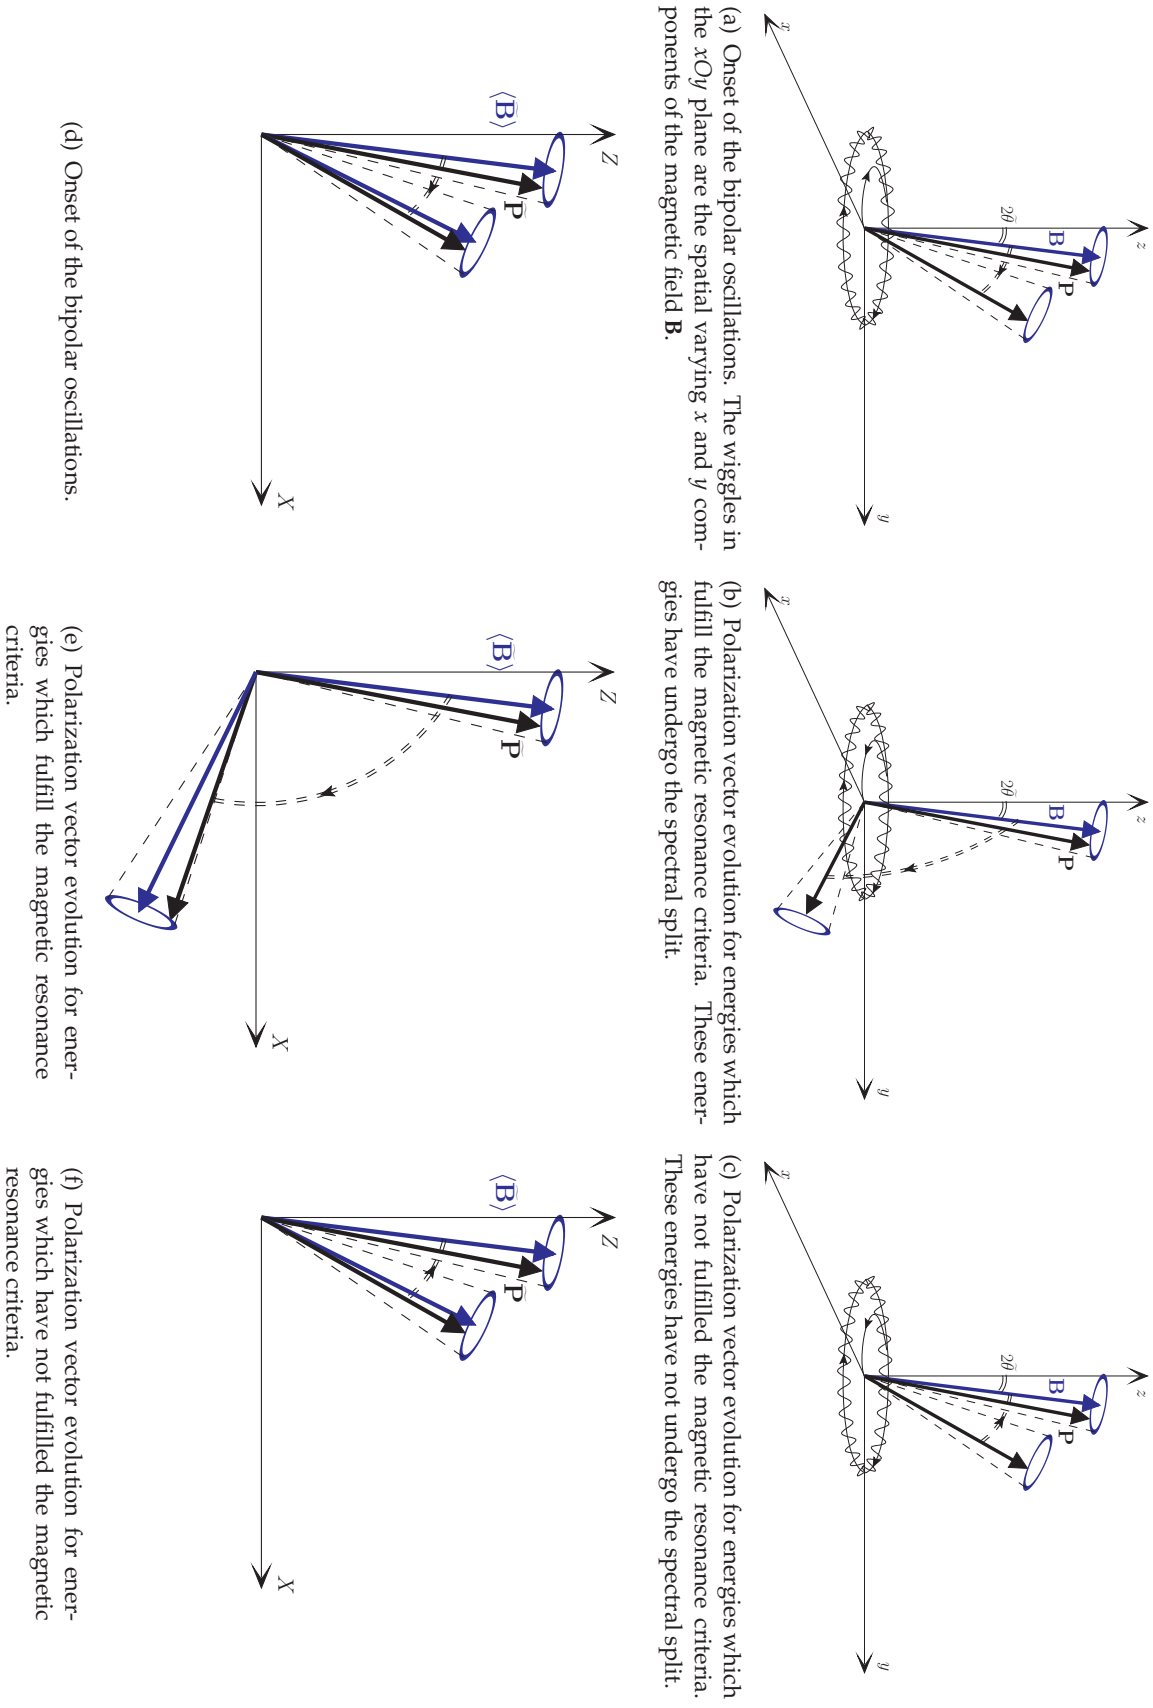 z
y
x
2θ̃
B
P
(a) Onset of the bipolar oscillations. The wiggles in
the xOy plane are the spatial varying x and y com-
ponents of the magnetic field B.
z
y
x
2θ̃
B
P
(b) Polarization vector evolution for energies which
fulfill the magnetic resonance criteria. These ener-
gies have undergo the spectral split.
z
y
x
2θ̃
B
P
(c) Polarization vector evolution for energies which
have not fulfilled the magnetic resonance criteria.
These energies have not undergo the spectral split.
Z
X
⟨B̃⟩
P̃
(d) Onset of the bipolar oscillations.
Z
X
⟨B̃⟩
P̃
(e) Polarization vector evolution for ener-
gies which fulfill the magnetic resonance
criteria.
Z
X
⟨B̃⟩
P̃
(f) Polarization vector evolution for ener-
gies which have not fulfilled the magnetic
resonance criteria.